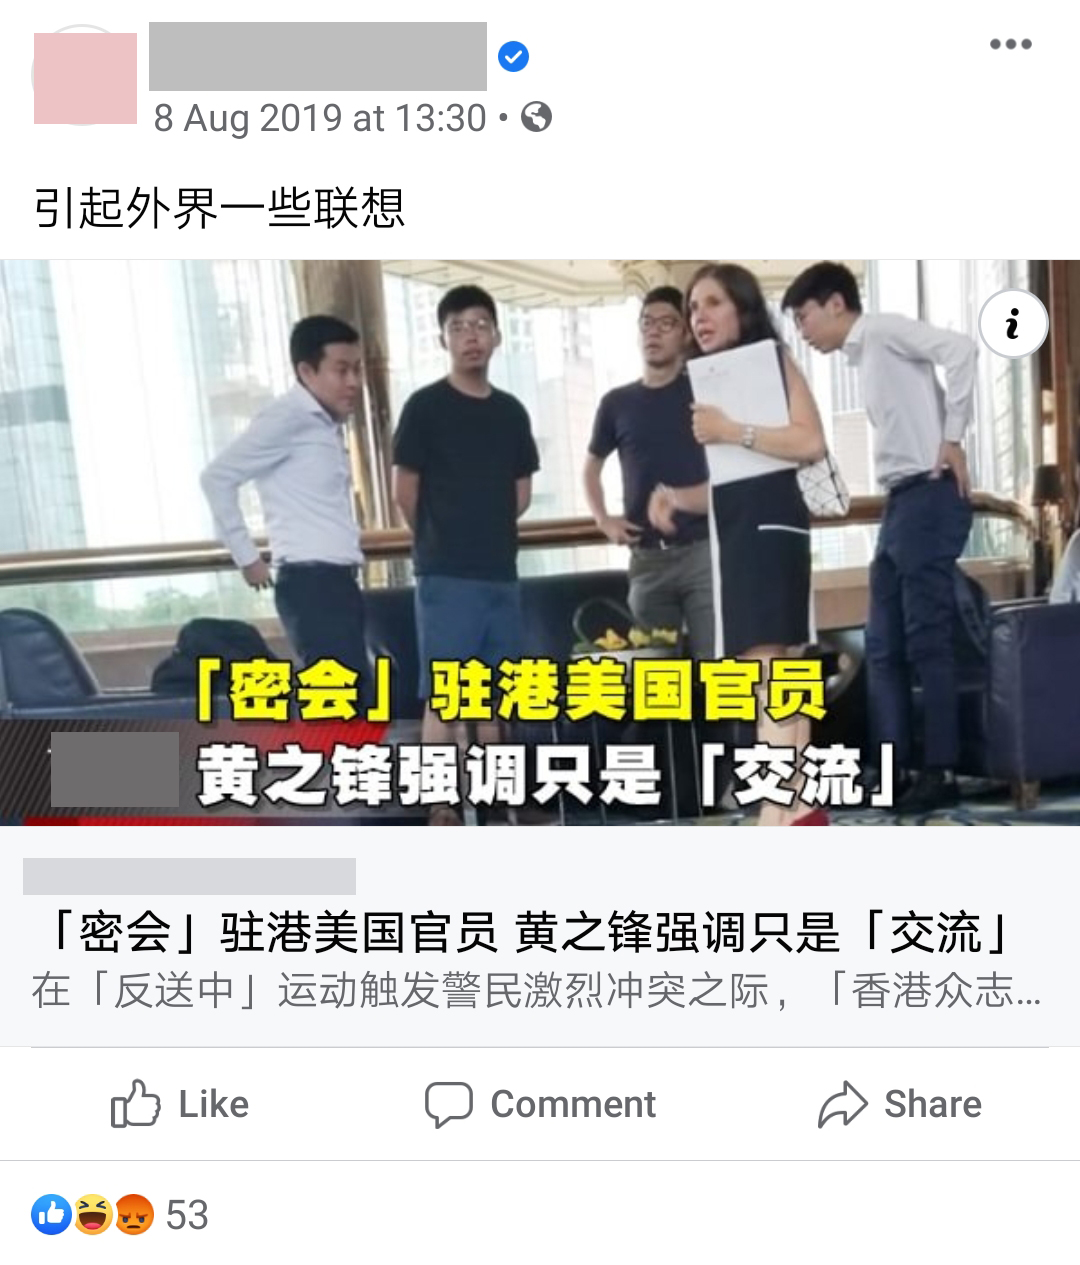 8 Aug 2019 at 13:30 •
引起外界一些联想
「密会」驻港美国官员
黄之锋强调只是「交流」
「密会」驻港美国官员 黄之锋强调只是「交流」
在「反送中」运动触发警民激烈冲突之际，「香港众志...
Like Comment Share
53